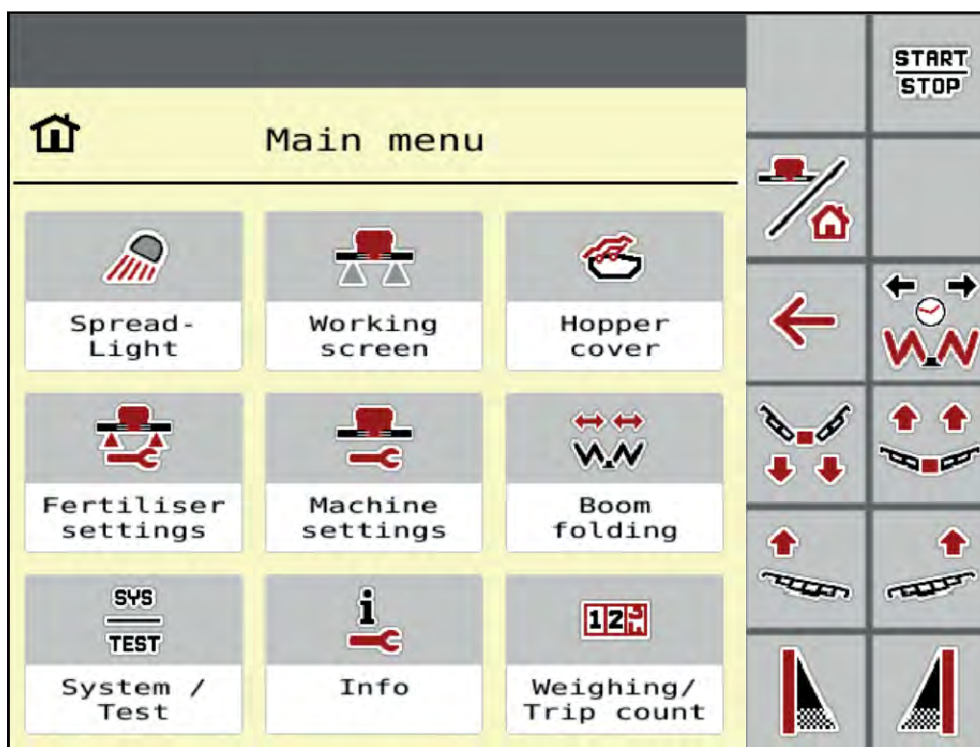 START
STOP
Main menu
Spread-
Light
Working
screen
Hopper
cover
Fertiliser
settings
Machine
settings
Boom
folding
SYS
TEST
System /
Test
i
Info
12
Weighing/
Trip count